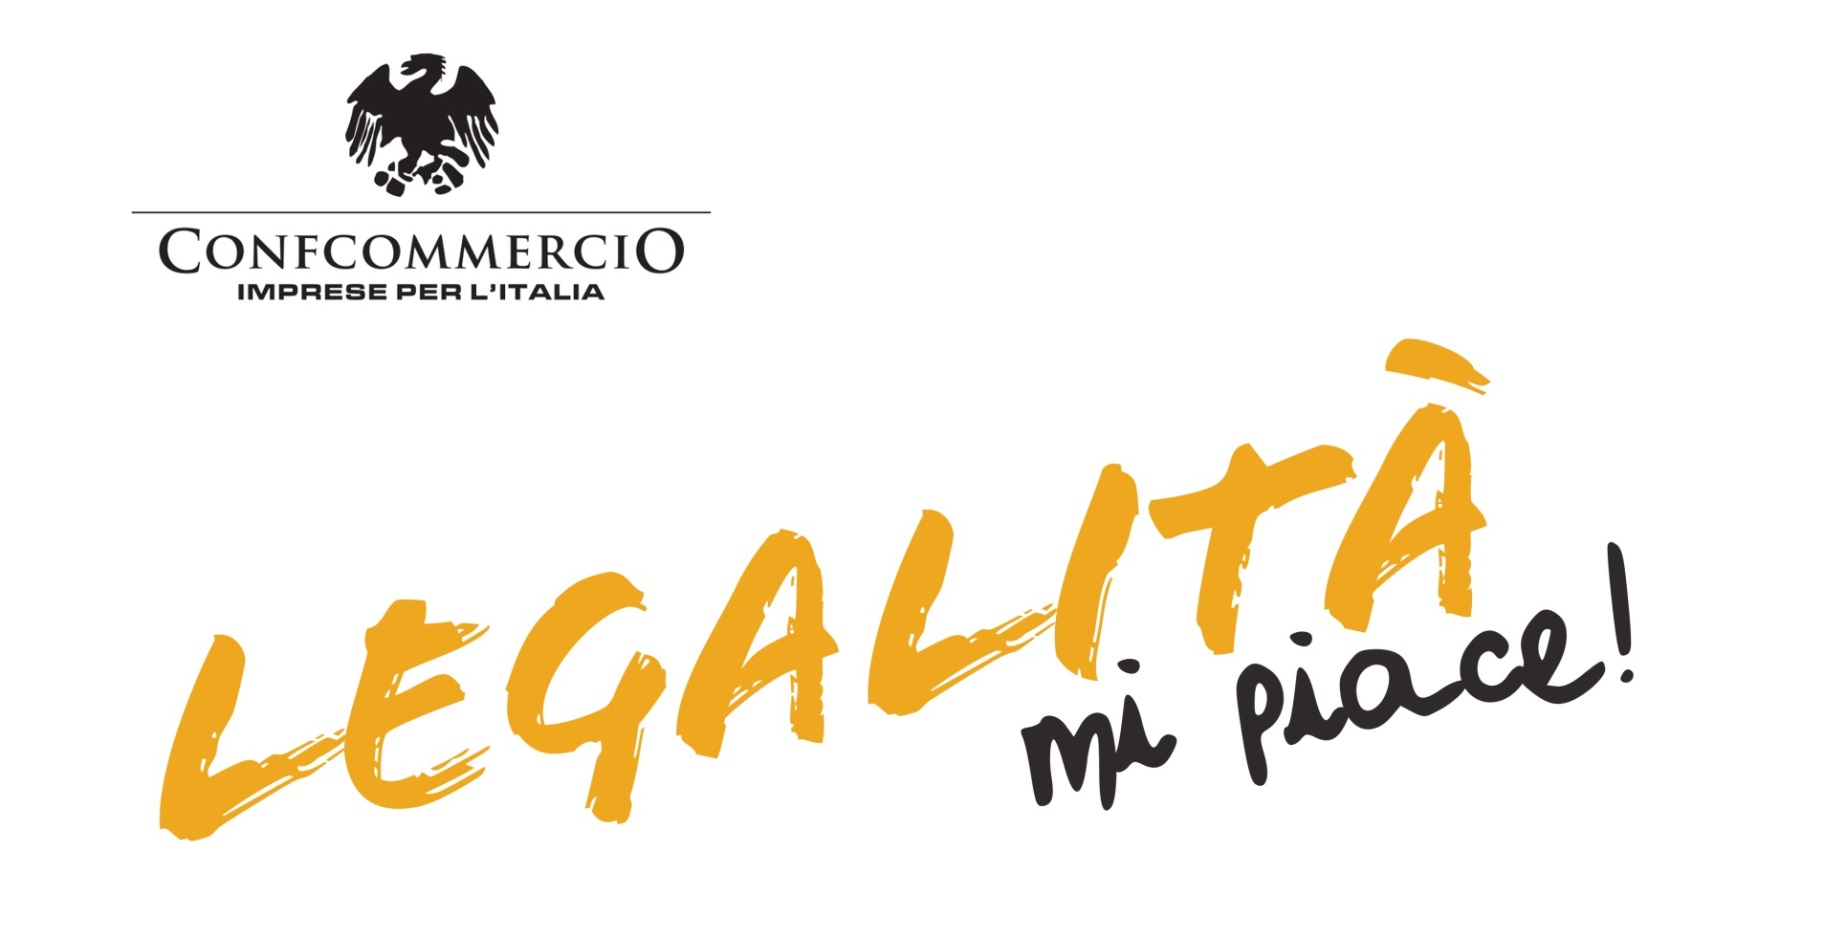 CONFCOMMERCIO
IMPRESE PER L'ITALIA
LEGALITÀ
mi piace!